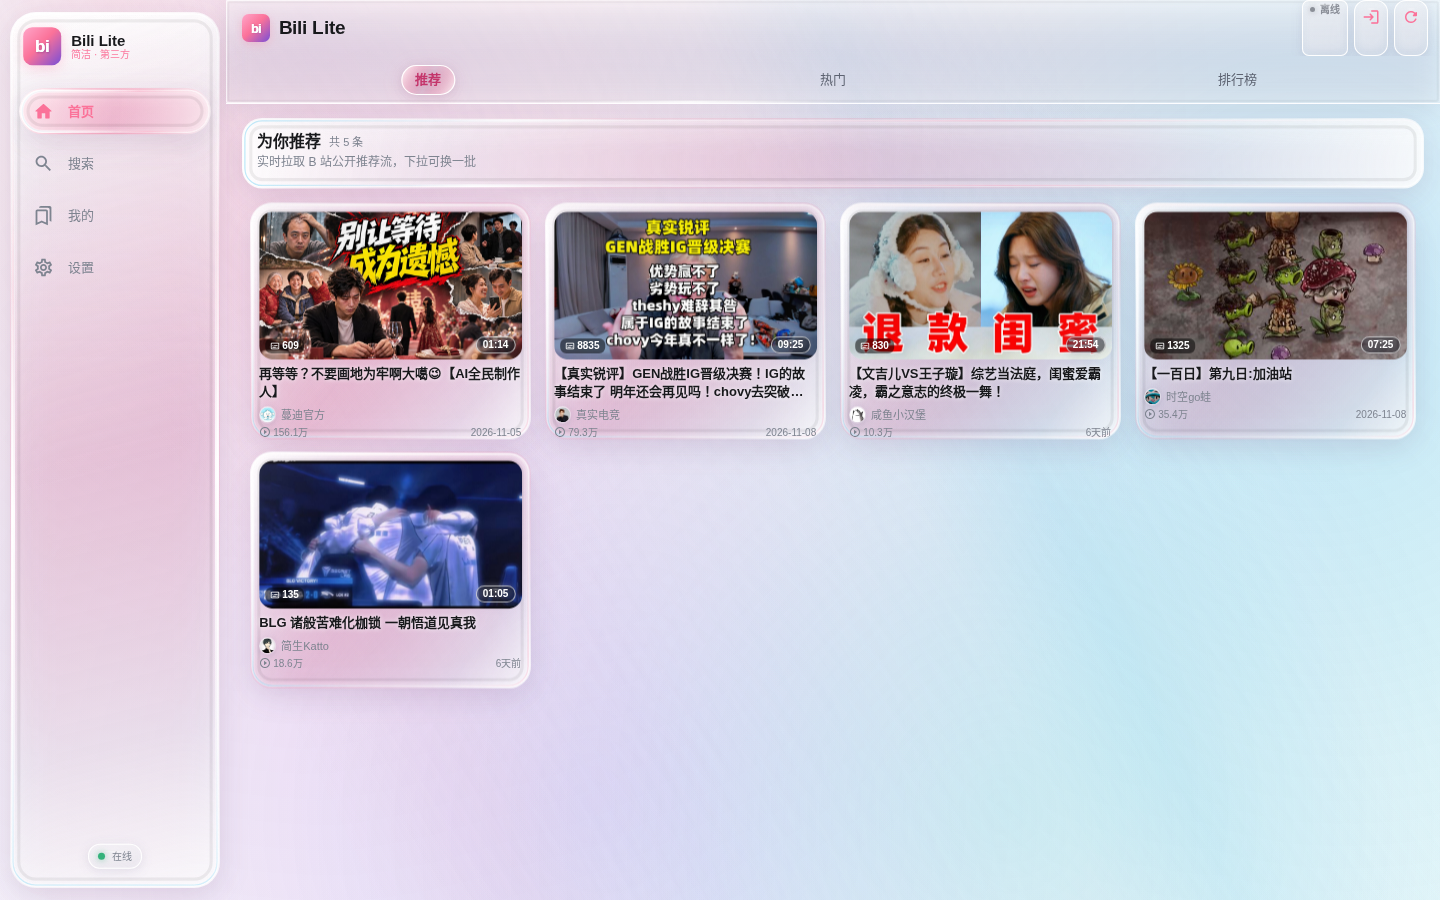 bi
Bili Lite
简洁 · 第三方
首页
搜索
我的
设置
在线
bi
Bili Lite
离线
推荐
热门
排行榜
为你推荐 共 5 条
实时拉取 B 站公开推荐流，下拉可换一批
别让等待
成为遗憾
609
01:14
再等等？不要画地为牢啊大噶😉【AI全民制作
人】
蔓迪官方
156.1万
2026-11-05
真实锐评
GEN战胜IG晋级决赛
优势赢不了
劣势玩不了
theshy难辞其咎
属于IG的故事结束了
chovy今年真不一样了！
8835
09:25
【真实锐评】GEN战胜IG晋级决赛！IG的故
事结束了 明年还会再见吗！chovy去突破…
真实电竞
79.3万
2026-11-08
退款闺蜜
830
21:54
【文吉儿VS王子璇】综艺当法庭，闺蜜爱霸
凌，霸之意志的终极一舞！
咸鱼小汉堡
10.3万
6天前
1325
07:25
【一百日】第九日:加油站
时空go蛙
35.4万
2026-11-08
135
01:05
BLG 诸般苦难化枷锁 一朝悟道见真我
简生Katto
18.6万
6天前